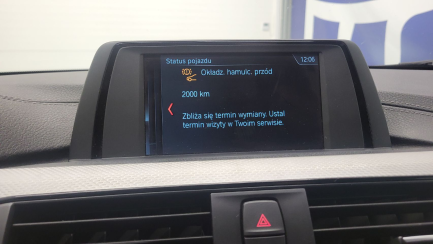 Status pojazdu
12:06
Okładz. hamulc. przód
2000 km
Zbliża się termin wymiany. Ustal
termin wizyty w Twoim serwisie.